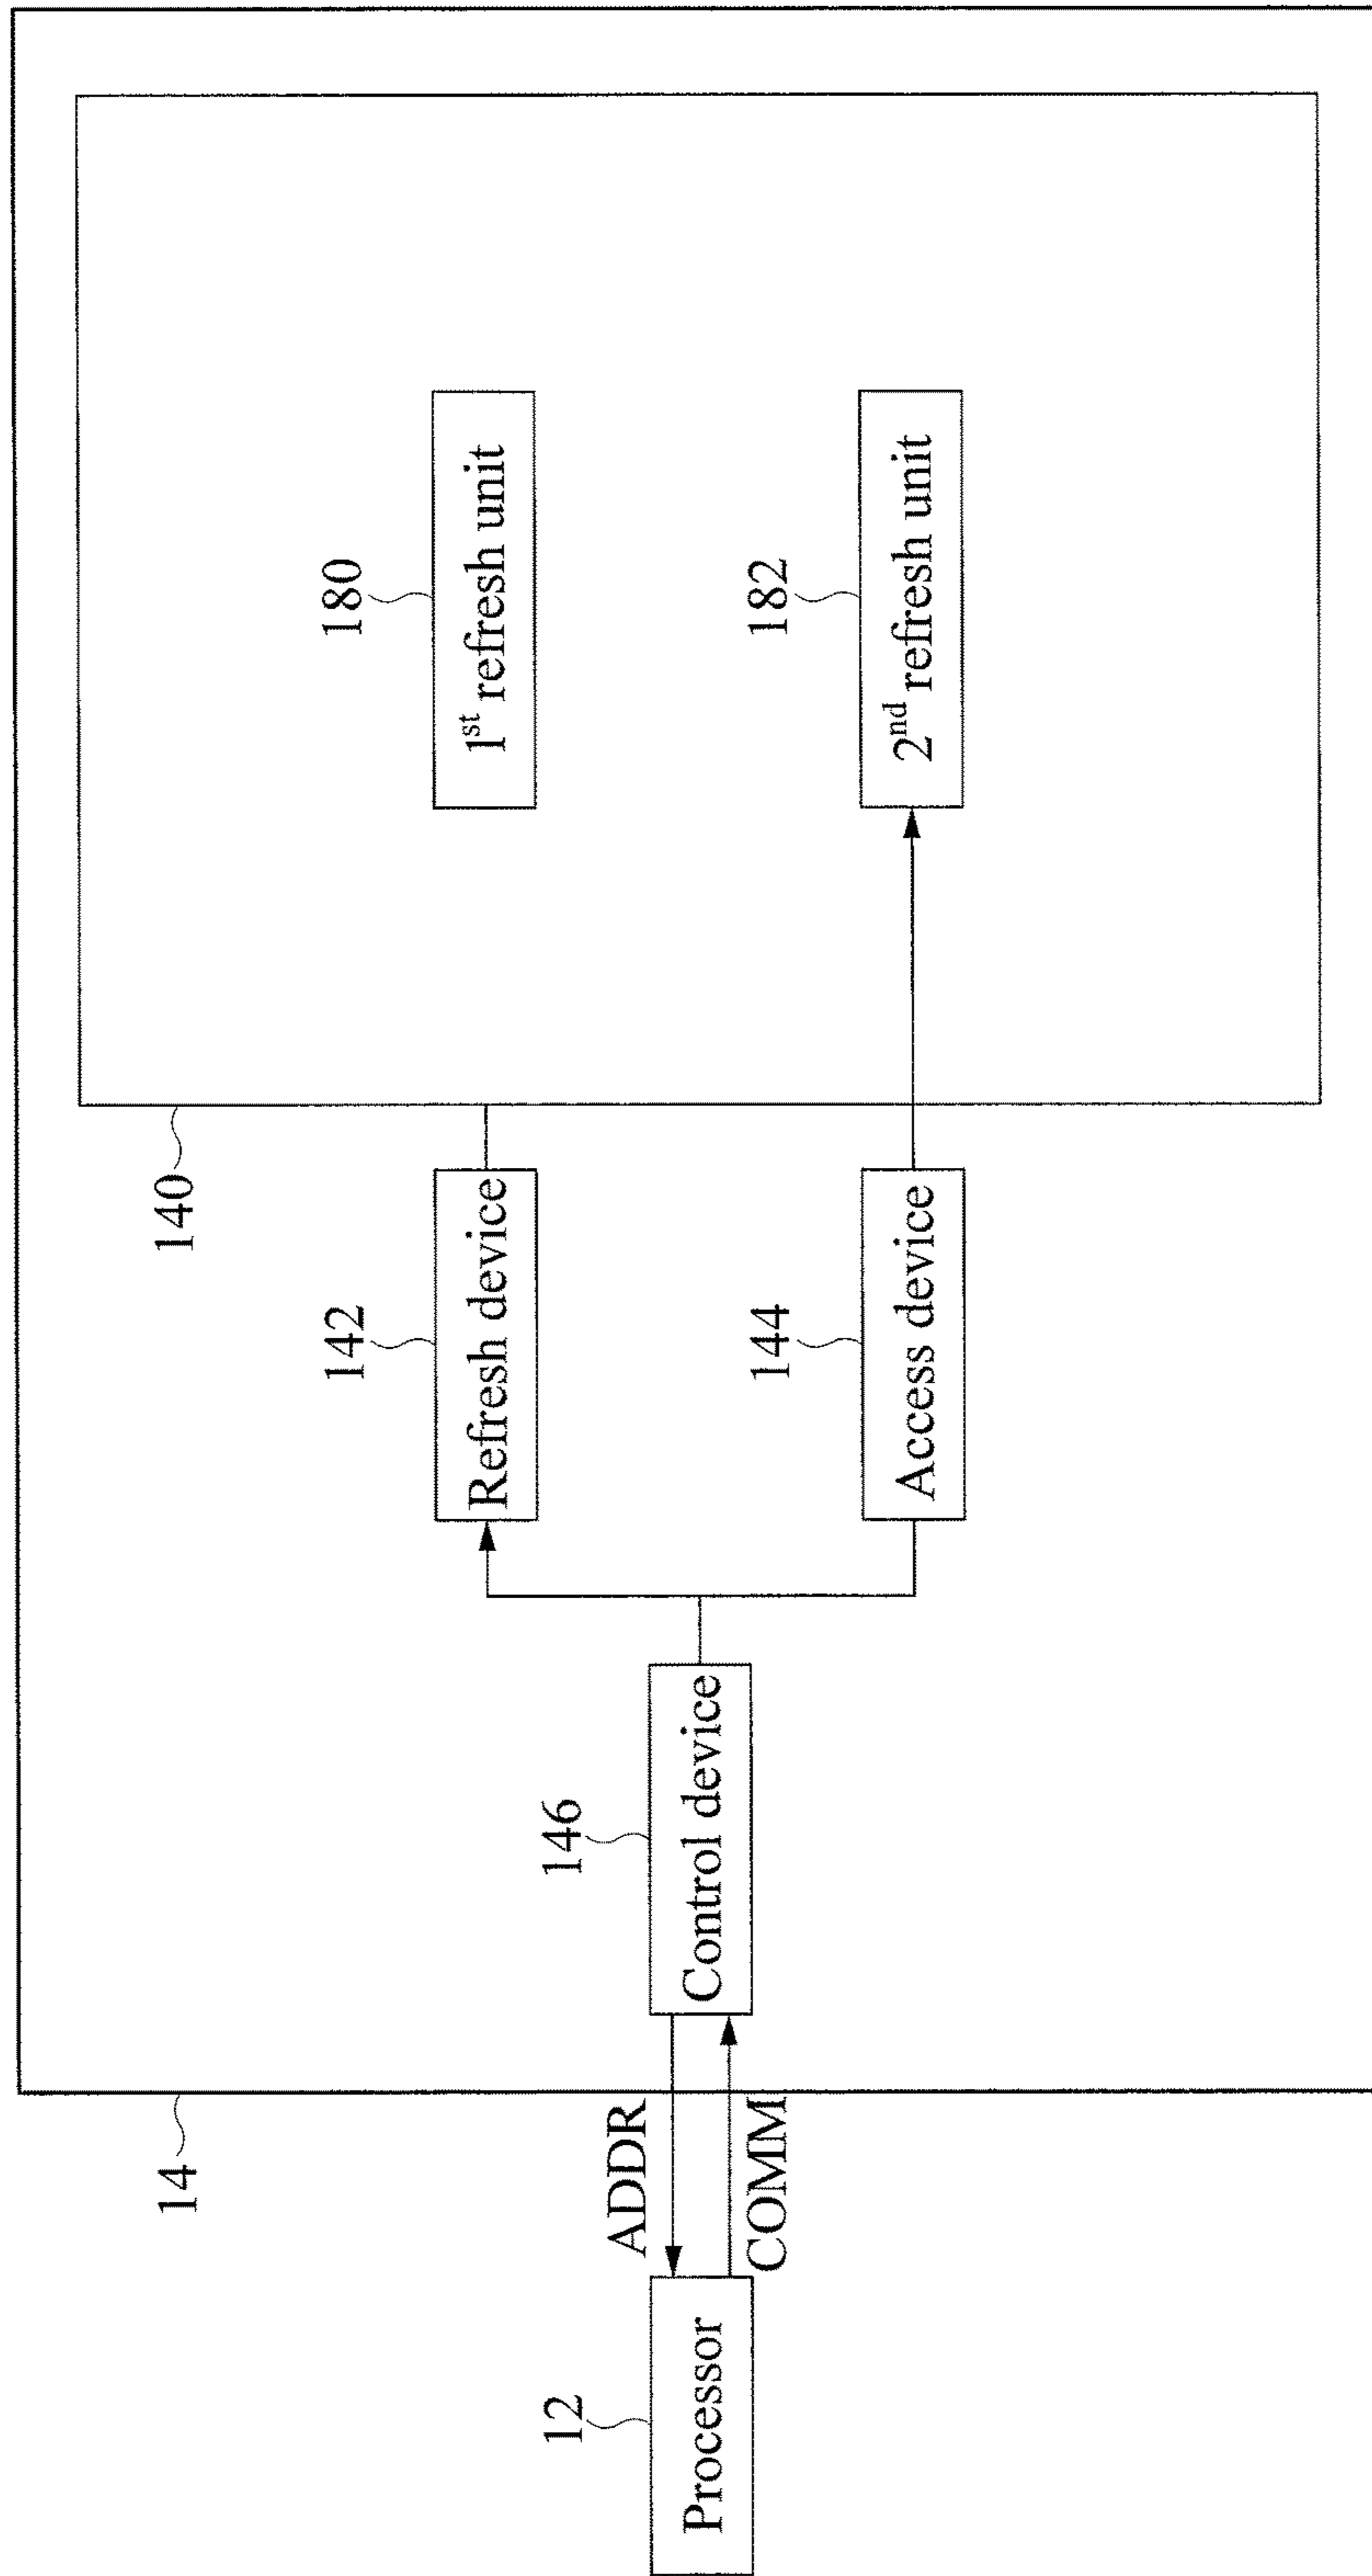 14
140
142
180
Refresh device
1st refresh unit
12
ADDR
146
Processor
Control device
COMM
144
182
Access device
2nd refresh unit